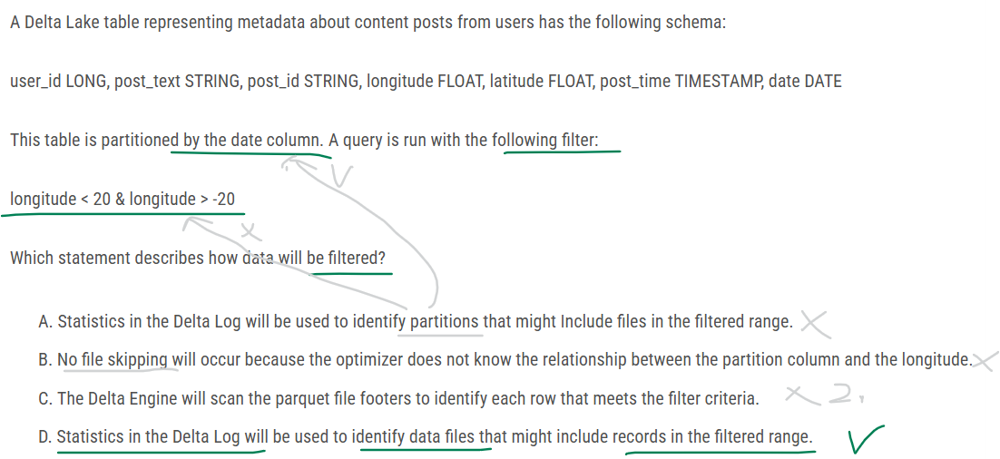 A Delta Lake table representing metadata about content posts from users has the following schema:
user_id LONG, post_text STRING, post_id STRING, longitude FLOAT, latitude FLOAT, post_time TIMESTAMP, date DATE
This table is partitioned by the date column. A query is run with the following filter:
longitude < 20 & longitude > -20
Which statement describes how data will be filtered?
A. Statistics in the Delta Log will be used to identify partitions that might Include files in the filtered range.
B. No file skipping will occur because the optimizer does not know the relationship between the partition column and the longitude.
C. The Delta Engine will scan the parquet file footers to identify each row that meets the filter criteria. x 2,
D. Statistics in the Delta Log will be used to identify data files that might include records in the filtered range.